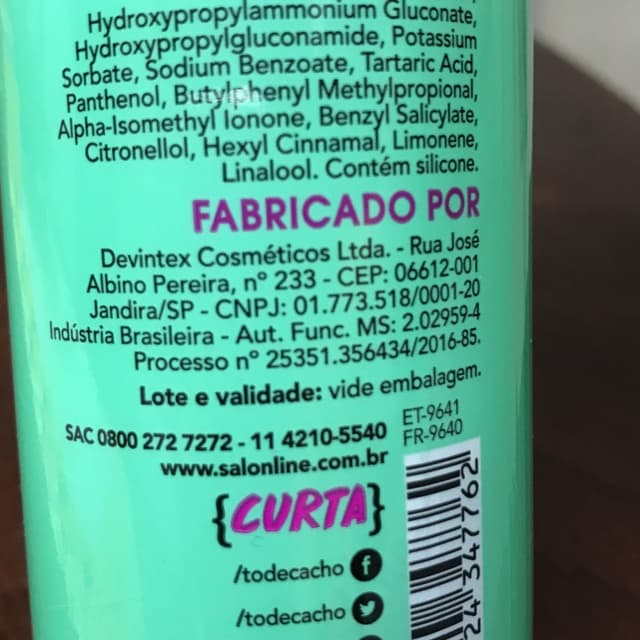 Hydroxypropylammonium Gluconate,
Hydroxypropylgluconamide, Potassium
Sorbate, Sodium Benzoate, Tartaric Acid,
Panthenol, Butylphenyl Methylpropional,
Alpha-Isomethyl Ionone, Benzyl Salicylate,
Citronellol, Hexyl Cinnamal, Limonene,
Linalool. Contém silicone.
FABRICADO POR
Devintex Cosméticos Ltda. - Rua José
Albino Pereira, nº 233 - CEP: 06612-001
Jandira/SP - CNPJ: 01.773.518/0001-20
Indústria Brasileira - Aut. Func. MS: 2.02959-4
Processo nº 25351.356434/2016-85.
Lote e validade: vide embalagem.
SAC 0800 272 7272 - 11 4210-5540
www.salonline.com.br
ET-9641
FR-9640
{CURTA}
/todecacho
/todecacho
24 347762